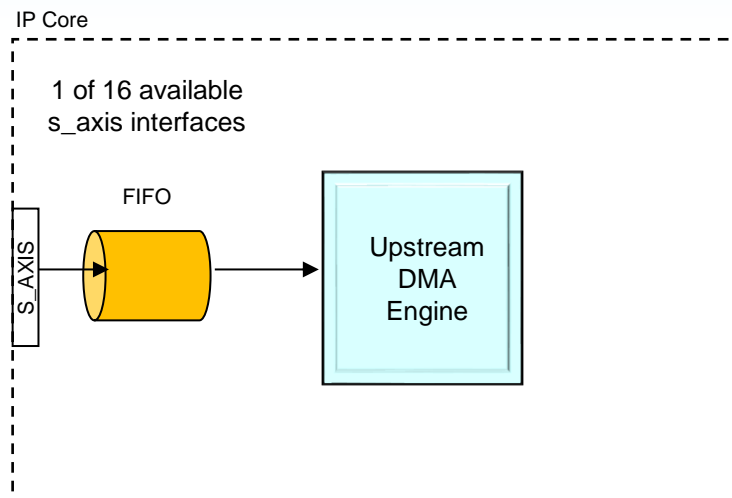 IP Core
1 of 16 available
s_axis interfaces
FIFO
S_AXIS
Upstream
DMA
Engine